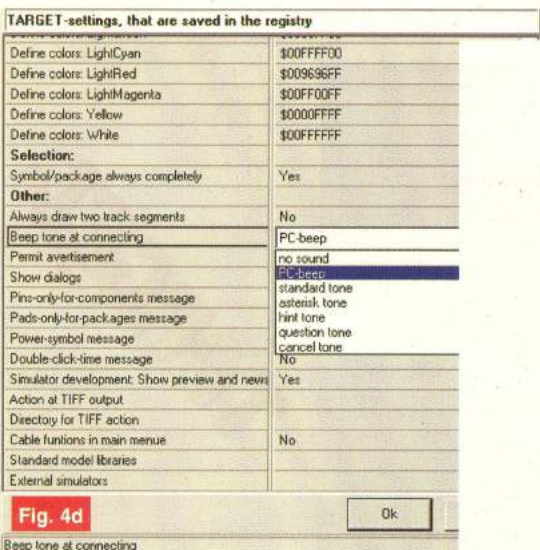 TARGET-settings, that are saved in the registry
Define colors: LightCyan $00FFFF00
Define colors: LightRed $009696FF
Define colors: LightMagenta $00FF00FF
Define colors: Yellow $0000FFFF
Define colors: White $00FFFFFF
Selection:
Symbol/package always completely Yes
Other:
Always draw two track segments No
Beep tone at connecting PC-beep
Permit avertisement no sound
PC-beep
Show dialogs standard tone
Pins-only-for-components message asterisk tone
hint tone
Pads-only-for-packages message question tone
Power-symbol message cancel tone
Double-click-time message No
Simulator development: Show preview and news Yes
Action at TIFF output
Directory for TIFF action
Cable funtions in main menue No
Standard model libraries
External simulators
Fig. 4d Ok
Beep tone at connecting